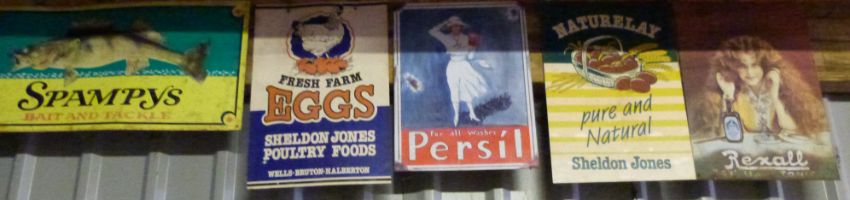 SPAMPYS
BAIT AND TACKLE
FRESH FARM
EGGS
SHELDON JONES
POULTRY FOODS
WELLS-BRUTON-HALBERTON
For all Washes
Persil
NATURELAY
pure and
Natural
Sheldon Jones
Rexall